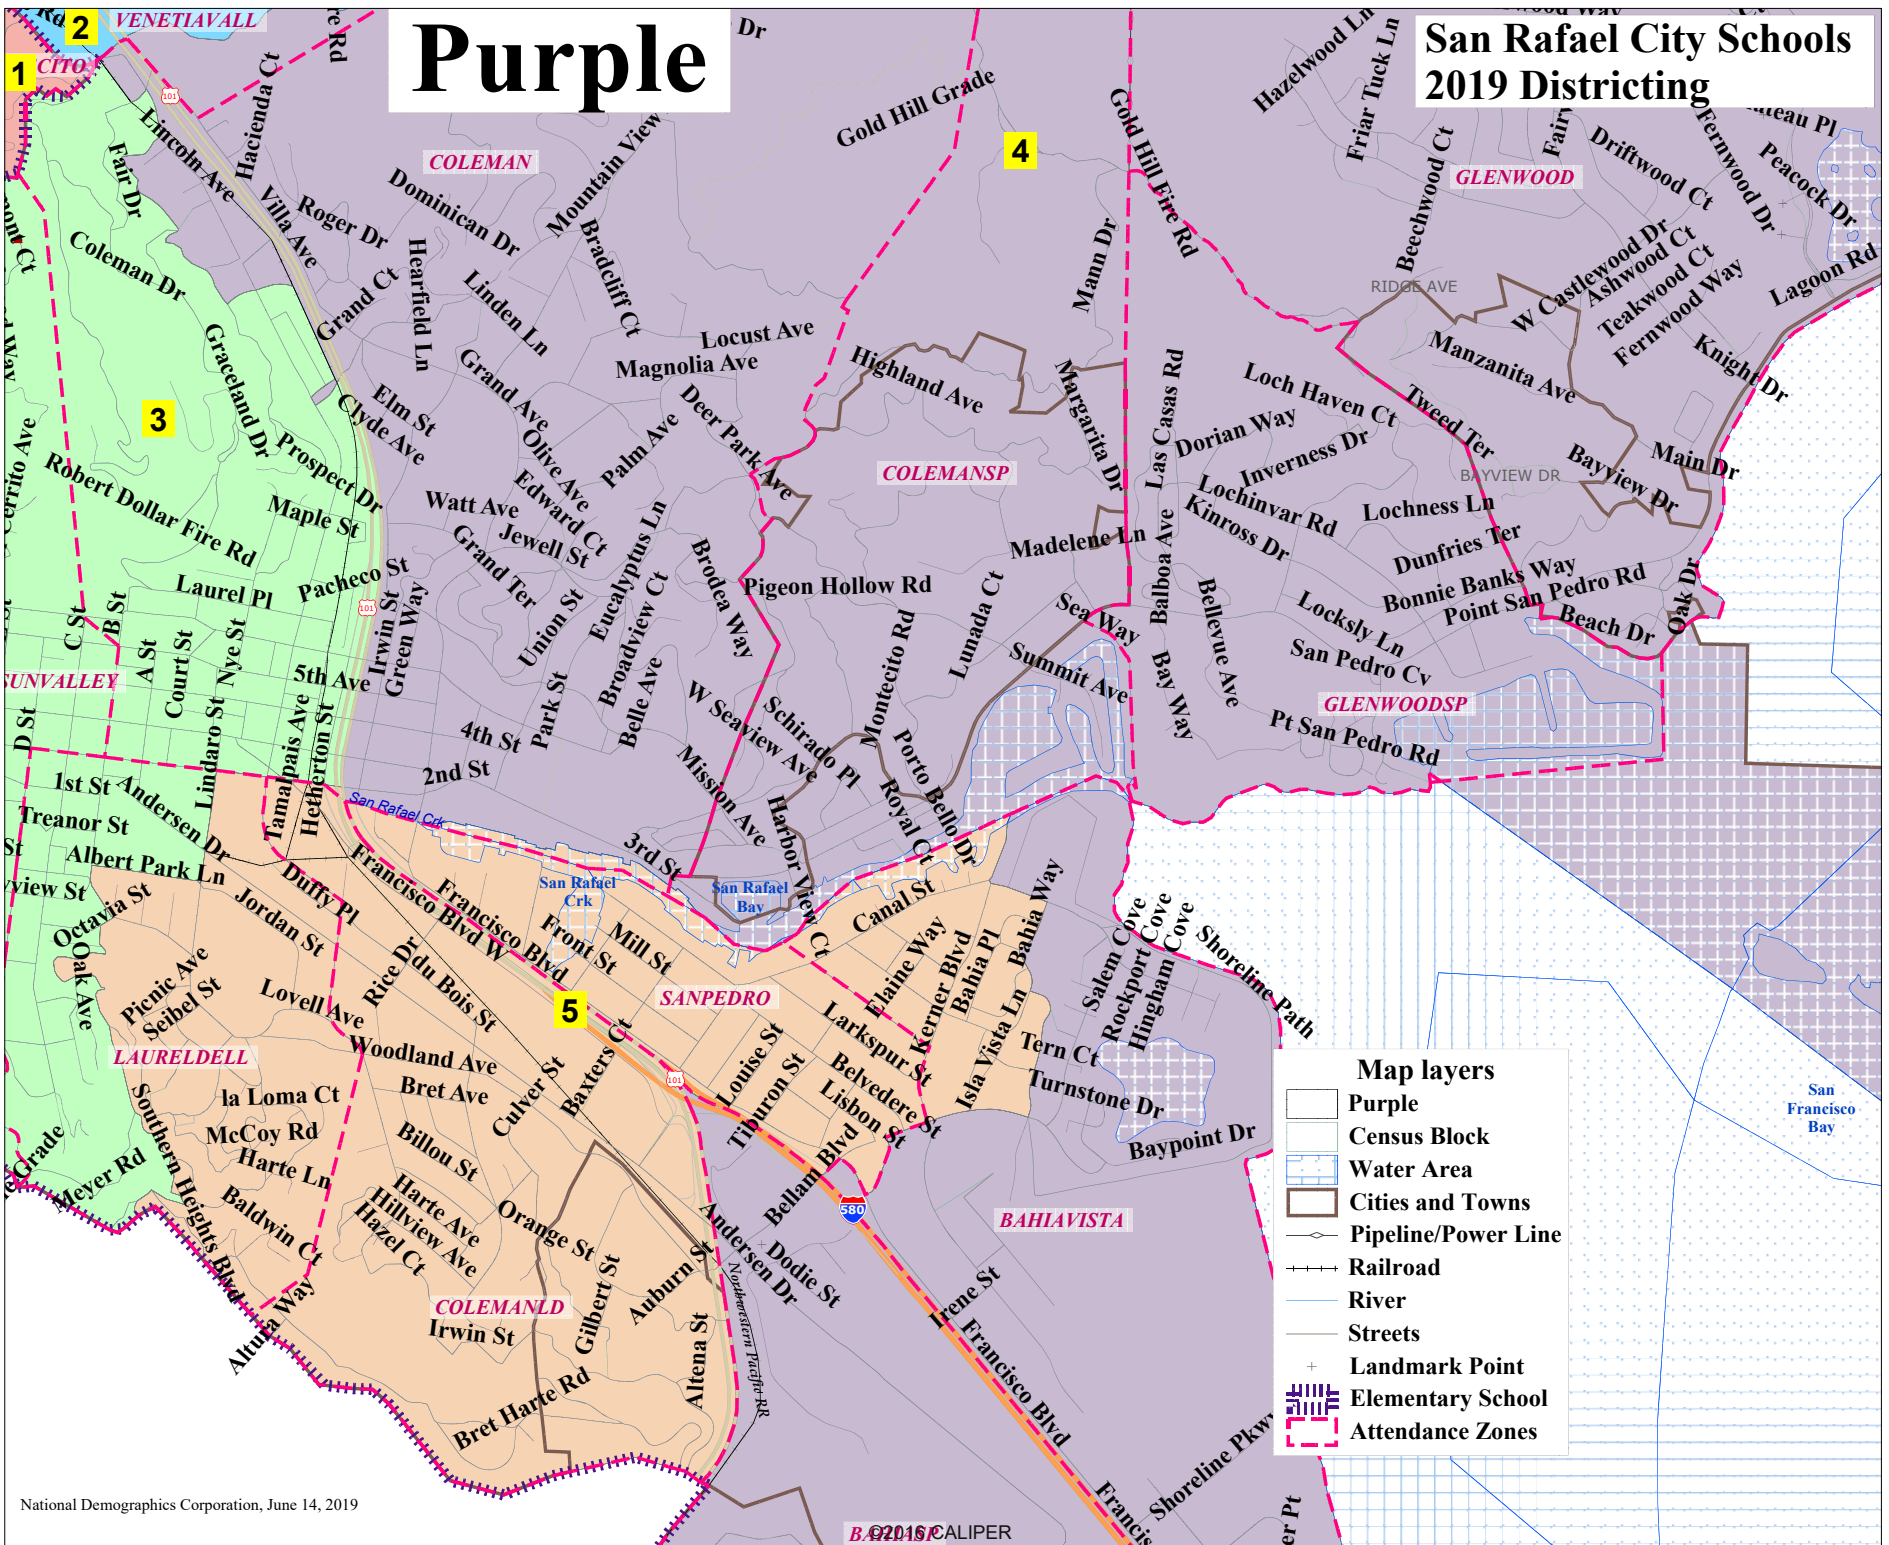 Purple
San Rafael City Schools
2019 Districting
VENETIAVALL
CITO
1
2
3
4
5
101
101
101
580
COLEMAN
GLENWOOD
COLEMANSP
GLENWOODSP
SUNVALLEY
SANPEDRO
LAURELDELL
COLEMANLD
BAHIAVISTA
BAHIASP
Dr
Lincoln Ave
Hacienda Ct
Fair Dr
Villa Ave
Roger Dr
Dominican Dr
Mountain View
Gold Hill Grade
Gold Hill Fire Rd
Hazelwood Ln
Friar Tuck Ln
Beechwood Ct
Driftwood Ct
Fernwood Dr
Peacock Dr
Lagoon Rd
W Castlewood Dr
Ashwood Ct
Teakwood Ct
Fernwood Way
Knight Dr
RIDGE AVE
Manzanita Ave
Coleman Dr
Grand Ct
Hearfield Ln
Linden Ln
Bradcliff Ct
Locust Ave
Magnolia Ave
Mann Dr
Highland Ave
Margarita Dr
Las Casas Rd
Loch Haven Ct
Dorian Way
Inverness Dr
Tweed Ter
BAYVIEW DR
Bayview Dr
Main Dr
Graceland Dr
Elm St
Clyde Ave
Grand Ave
Olive Ave
Palm Ave
Deer Park Ave
Prospect Dr
Cerrito Ave
Robert Dollar Fire Rd
Maple St
Watt Ave
Edward Ct
Jewell St
Grand Ter
Eucalyptus Ln
Brodea Way
Pigeon Hollow Rd
Madelene Ln
Lochinvar Rd
Kinross Dr
Lochness Ln
Dunfries Ter
Bonnie Banks Way
Point San Pedro Rd
Beach Dr
Oak Dr
Laurel Pl
Pacheco St
Irwin St
Green Way
Union St
Broadview Ct
Belle Ave
Park St
Montecito Rd
Lunada Ct
Sea Way
Summit Ave
Balboa Ave
Bellevue Ave
Bay Way
Locksly Ln
San Pedro Cv
Pt San Pedro Rd
C St
B St
A St
Court St
Nye St
5th Ave
D St
Lindaro St
Tamalpais Ave
Hetherton St
4th St
2nd St
W Seaview Ave
Schirado Pl
Mission Ave
Porto Bello Dr
Royal Ct
Harbor View Ct
1st St
Andersen Dr
Treanor St
Albert Park Ln
San Rafael Crk
3rd St
San Rafael
Crk
San Rafael
Bay
Duffy Pl
Francisco Blvd W
Francisco Blvd
Front St
Mill St
Canal St
Elaine Way
Kerner Blvd
Bahia Pl
Bahia Way
Salem Cove
Rockport Cove
Hingham Cove
Shoreline Path
Octavia St
Jordan St
Oak Ave
Picnic Ave
Seibel St
Lovell Ave
Rice Dr
du Bois St
Larkspur St
Isla Vista Ln
Tern Ct
Turnstone Dr
Woodland Ave
Bret Ave
Culver St
Baxters Ct
Louise St
Tiburon St
Belvedere St
Lisbon St
Bellam Blvd
Baypoint Dr
la Loma Ct
McCoy Rd
Harte Ln
Baldwin Ct
Billou St
Harte Ave
Hillview Ave
Hazel Ct
Orange St
Southern Heights Blvd
Meyer Rd
Grade
Altura Way
Irwin St
Gilbert St
Auburn St
Altena St
Bret Harte Rd
Andersen Dr
Dodie St
Northwestern Pacific RR
Irene St
Francisco Blvd
Shoreline Pkwy
San
Francisco
Bay
Map layers
Purple
Census Block
Water Area
Cities and Towns
Pipeline/Power Line
Railroad
River
Streets
Landmark Point
Elementary School
Attendance Zones
National Demographics Corporation, June 14, 2019
©2016 CALIPER